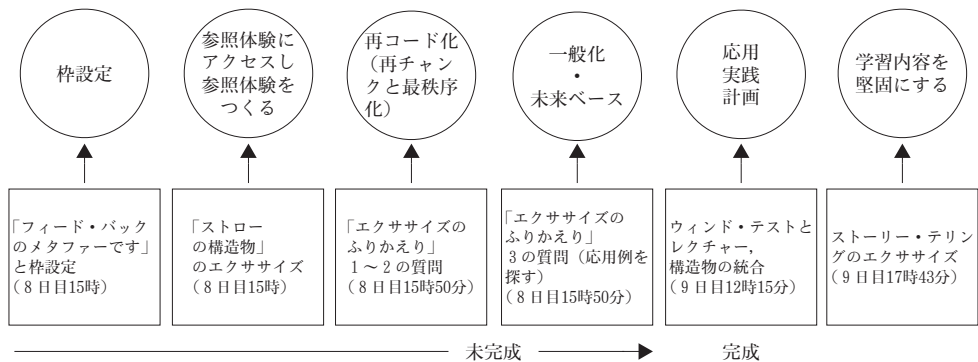 枠設定
参照体験に
アクセスし
参照体験を
つくる
再コード化
(再チャン
クと最秩序
化)
一般化
・
未来ベース
応用
実践
計画
学習内容を
堅固にする
「フィード・バック
のメタファーです」
と枠設定
(8日目15時)
「ストロー
の構造物」
のエクササイズ
(8日目15時)
「エクササイズの
ふりかえり」
1～2の質問
(8日目15時50分)
「エクササイズの
ふりかえり」
3の質問(応用例を
探す)
(8日目15時50分)
ウィンド・テストと
レクチャー,
構造物の統合
(9日目12時15分)
ストーリー・テリン
グのエクササイズ
(9日目17時43分)
未完成
完成